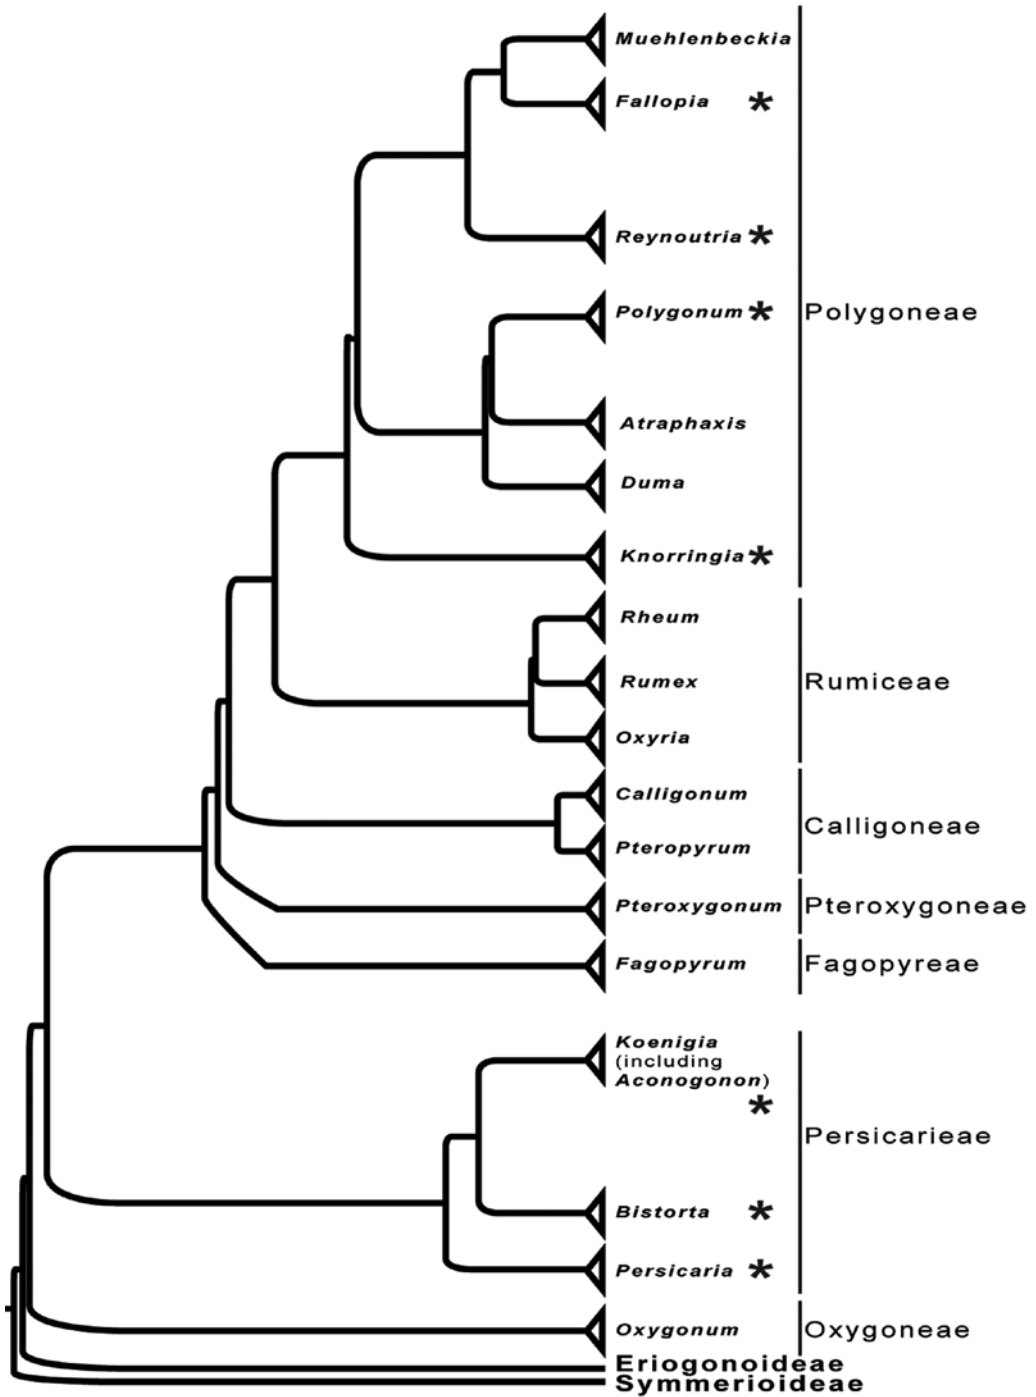 Muehlenbeckia
Fallopia *
Reynoutria *
Polygonum *
Polygoneae
Atraphaxis
Duma
Knorringia *
Rheum
Rumex
Rumiceae
Oxyria
Calligonum
Calligoneae
Pteropyrum
Pteroxygonum
Pteroxygoneae
Fagopyrum
Fagopyreae
Koenigia
(including
Aconogonon)
*
Persicarieae
Bistorta *
Persicaria *
Oxygonum
Oxygoneae
Eriogonoideae
Symmerioideae